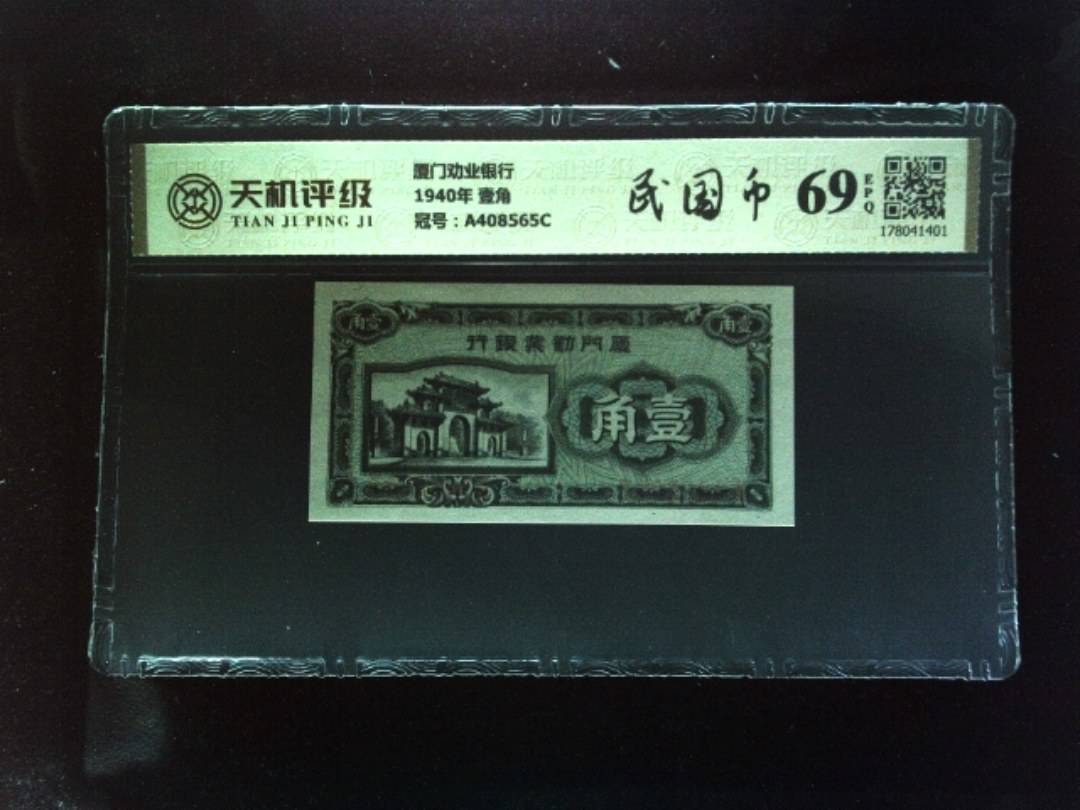 天机评级
TIAN JI PING JI
厦门劝业银行
1940年 壹角
冠号：A408565C
民国币
69
EPQ
178041401
角壹
角壹
行銀業勸門厦
角壹